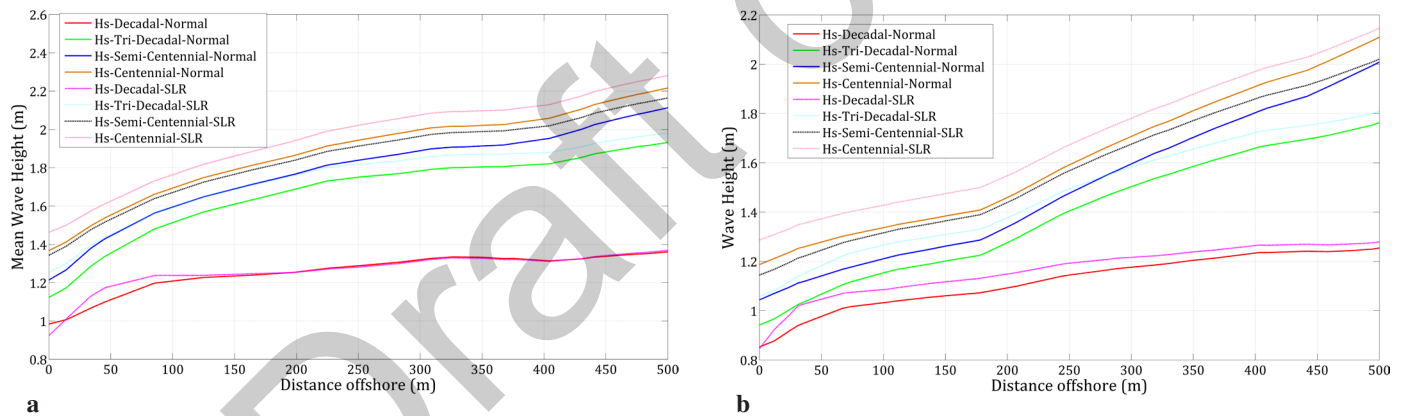 2.6
2.4
2.2
2
1.8
1.6
1.4
1.2
1
0.8
Mean Wave Height (m)
Hs-Decadal-Normal
Hs-Tri-Decadal-Normal
Hs-Semi-Centennial-Normal
Hs-Centennial-Normal
Hs-Decadal-SLR
Hs-Tri-Decadal-SLR
Hs-Semi-Centennial-SLR
Hs-Centennial-SLR
0 50 100 150 200 250 300 350 400 450 500
Distance offshore (m)
a
2.2
2
1.8
1.6
1.4
1.2
1
0.8
Wave Height (m)
Hs-Decadal-Normal
Hs-Tri-Decadal-Normal
Hs-Semi-Centennial-Normal
Hs-Centennial-Normal
Hs-Decadal-SLR
Hs-Tri-Decadal-SLR
Hs-Semi-Centennial-SLR
Hs-Centennial-SLR
0 50 100 150 200 250 300 350 400 450 500
Distance offshore (m)
b
Draft